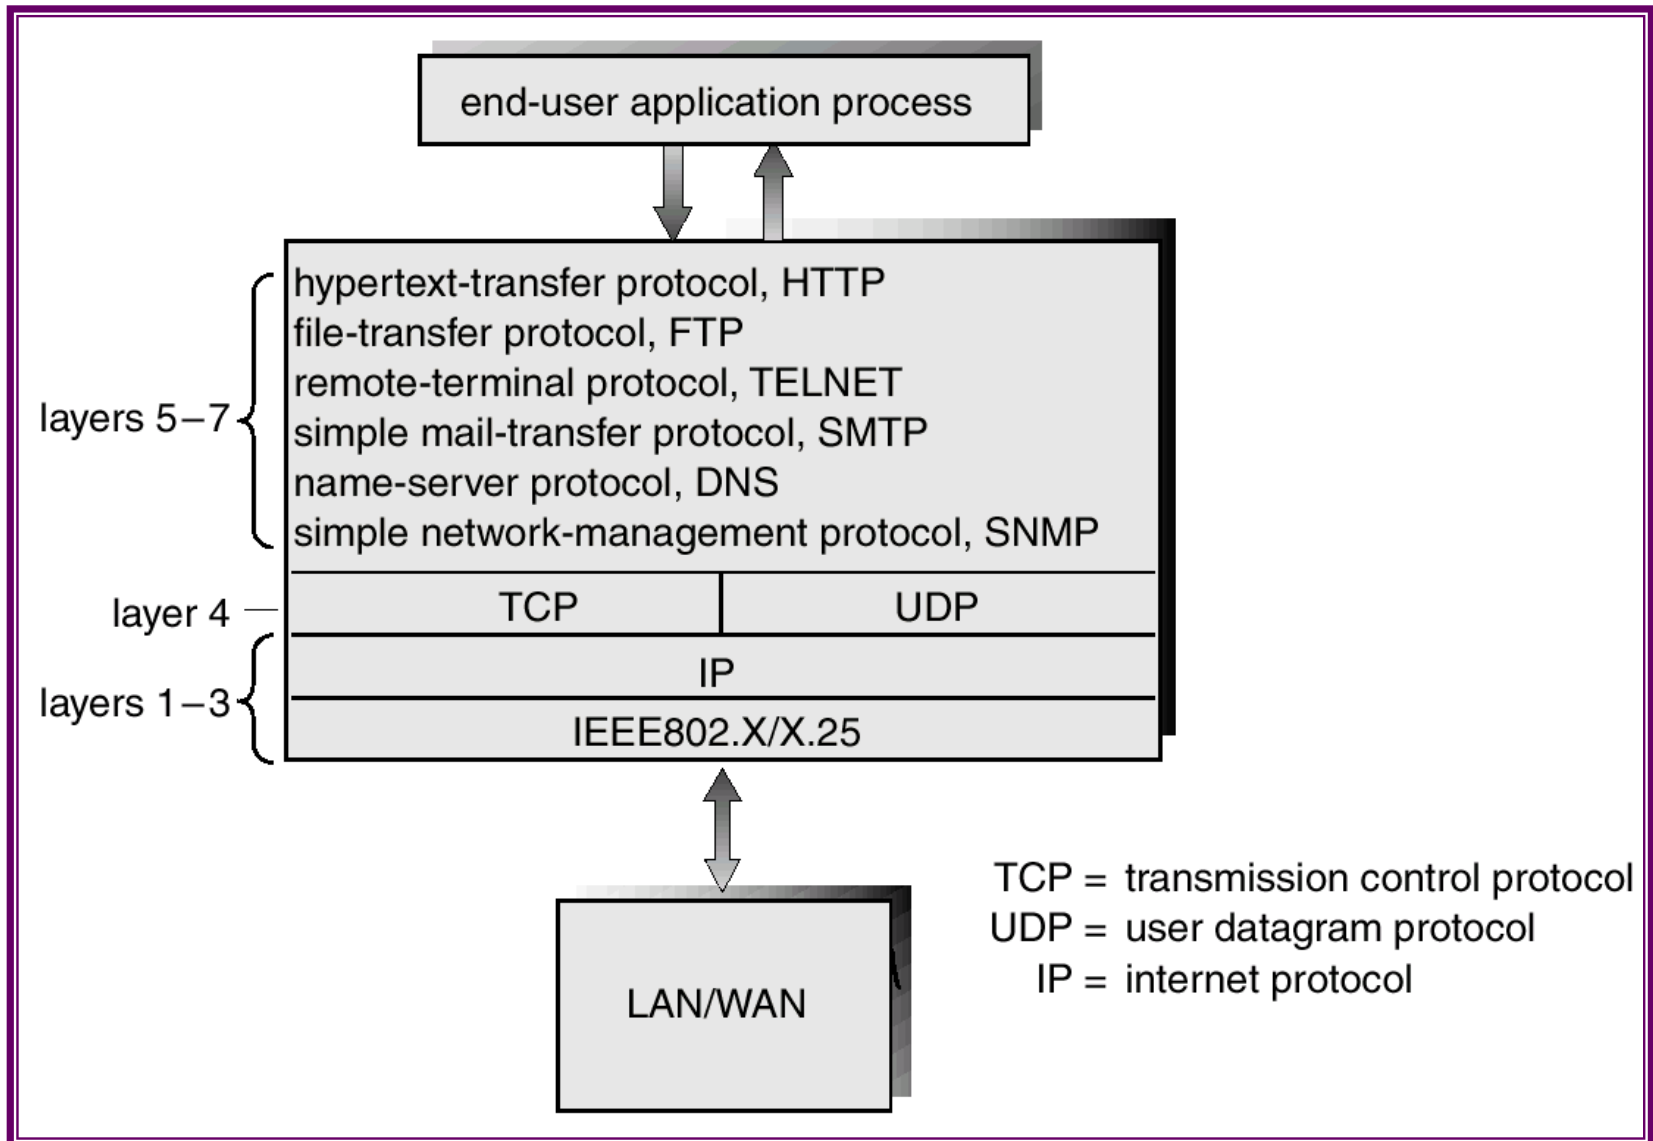 end-user application process
hypertext-transfer protocol, HTTP
file-transfer protocol, FTP
remote-terminal protocol, TELNET
layers 5–7
simple mail-transfer protocol, SMTP
name-server protocol, DNS
simple network-management protocol, SNMP
layer 4
TCP
UDP
IP
layers 1–3
IEEE802.X/X.25
TCP = transmission control protocol
UDP = user datagram protocol
IP = internet protocol
LAN/WAN